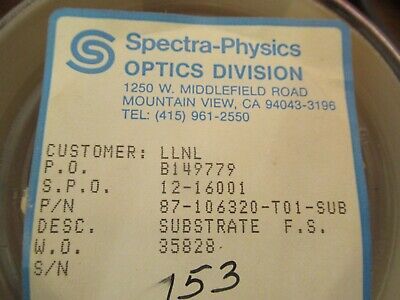 Spectra-Physics
OPTICS DIVISION
1250 W. MIDDLEFIELD ROAD
MOUNTAIN VIEW, CA 94043-3196
TEL: (415) 961-2550
CUSTOMER: LLNL
P.O. B149779
S.P.O. 12-16001
P/N 87-106320-T01-SUB
DESC. SUBSTRATE F.S.
W.O. 35828
S/N 153